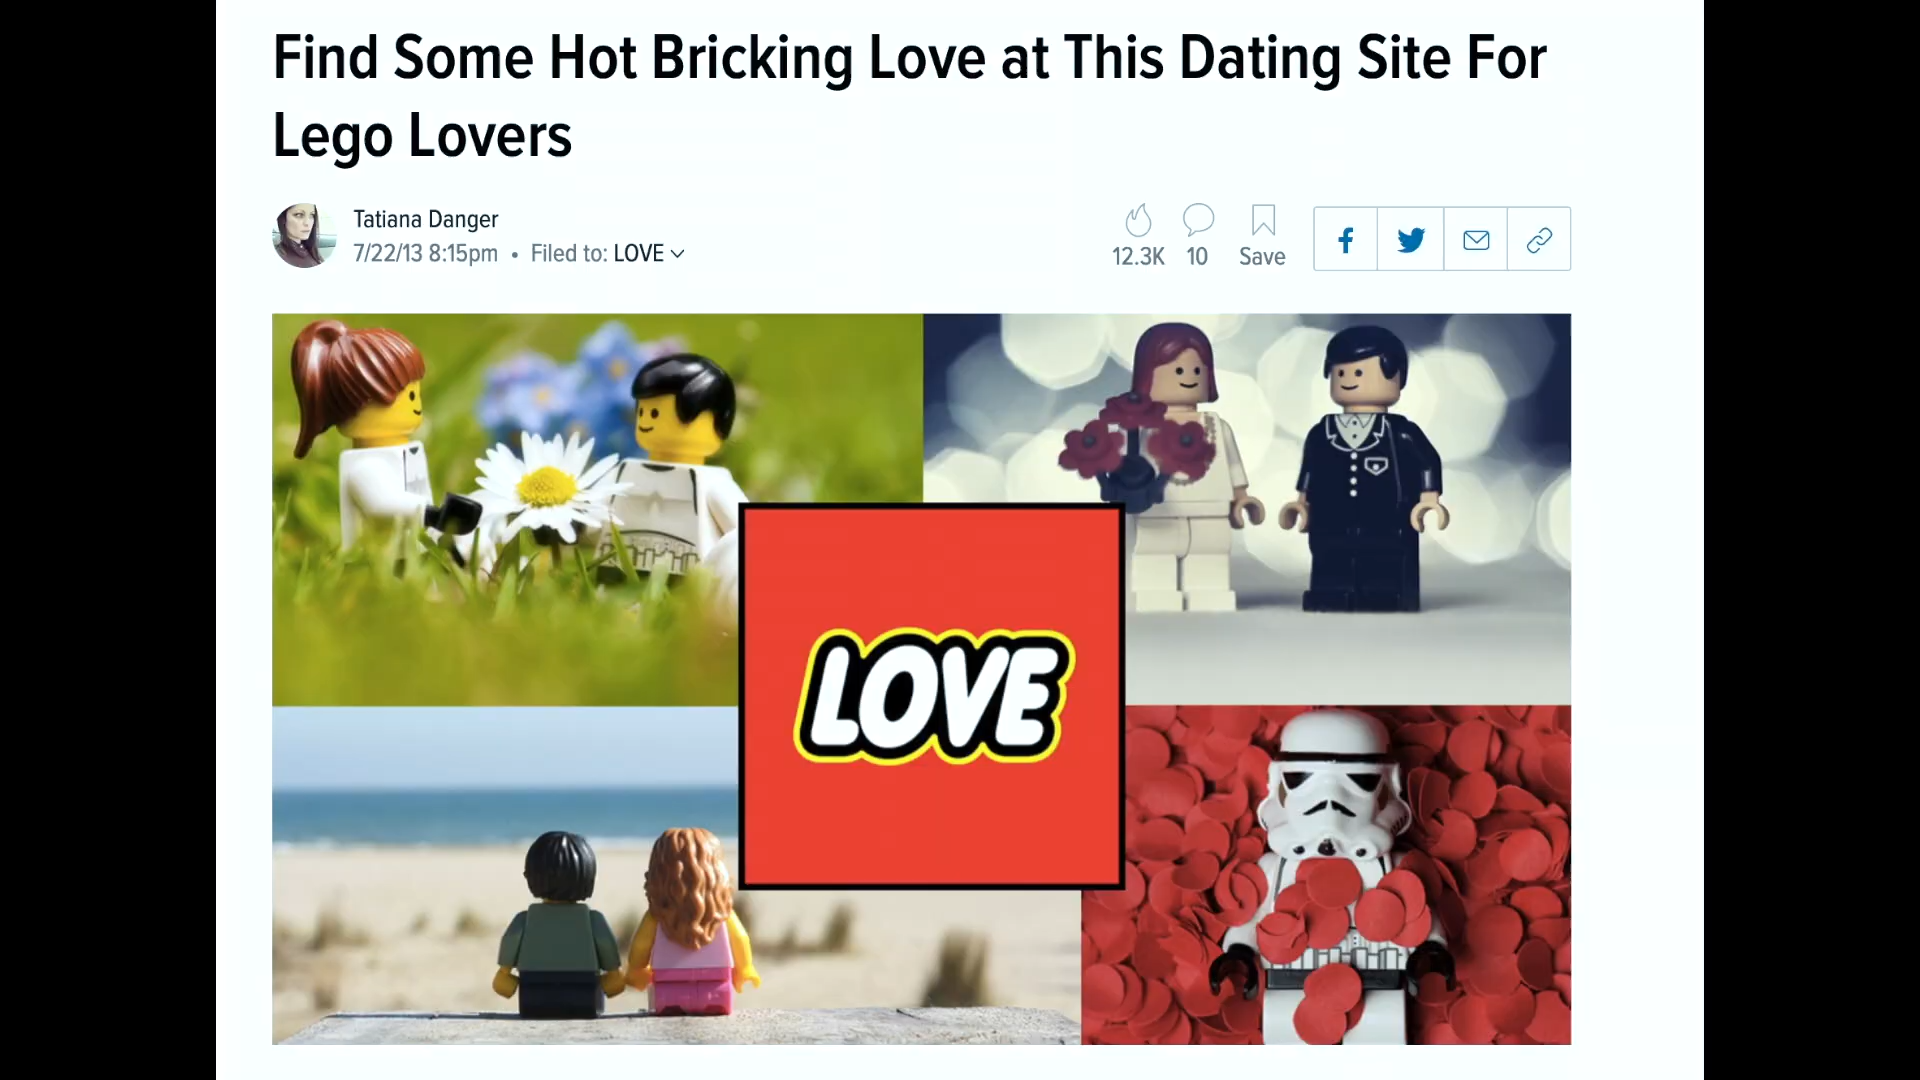 Find Some Hot Bricking Love at This Dating Site For
Lego Lovers
Tatiana Danger
7/22/13 8:15pm • Filed to: LOVE
12.3K 10 Save
LOVE